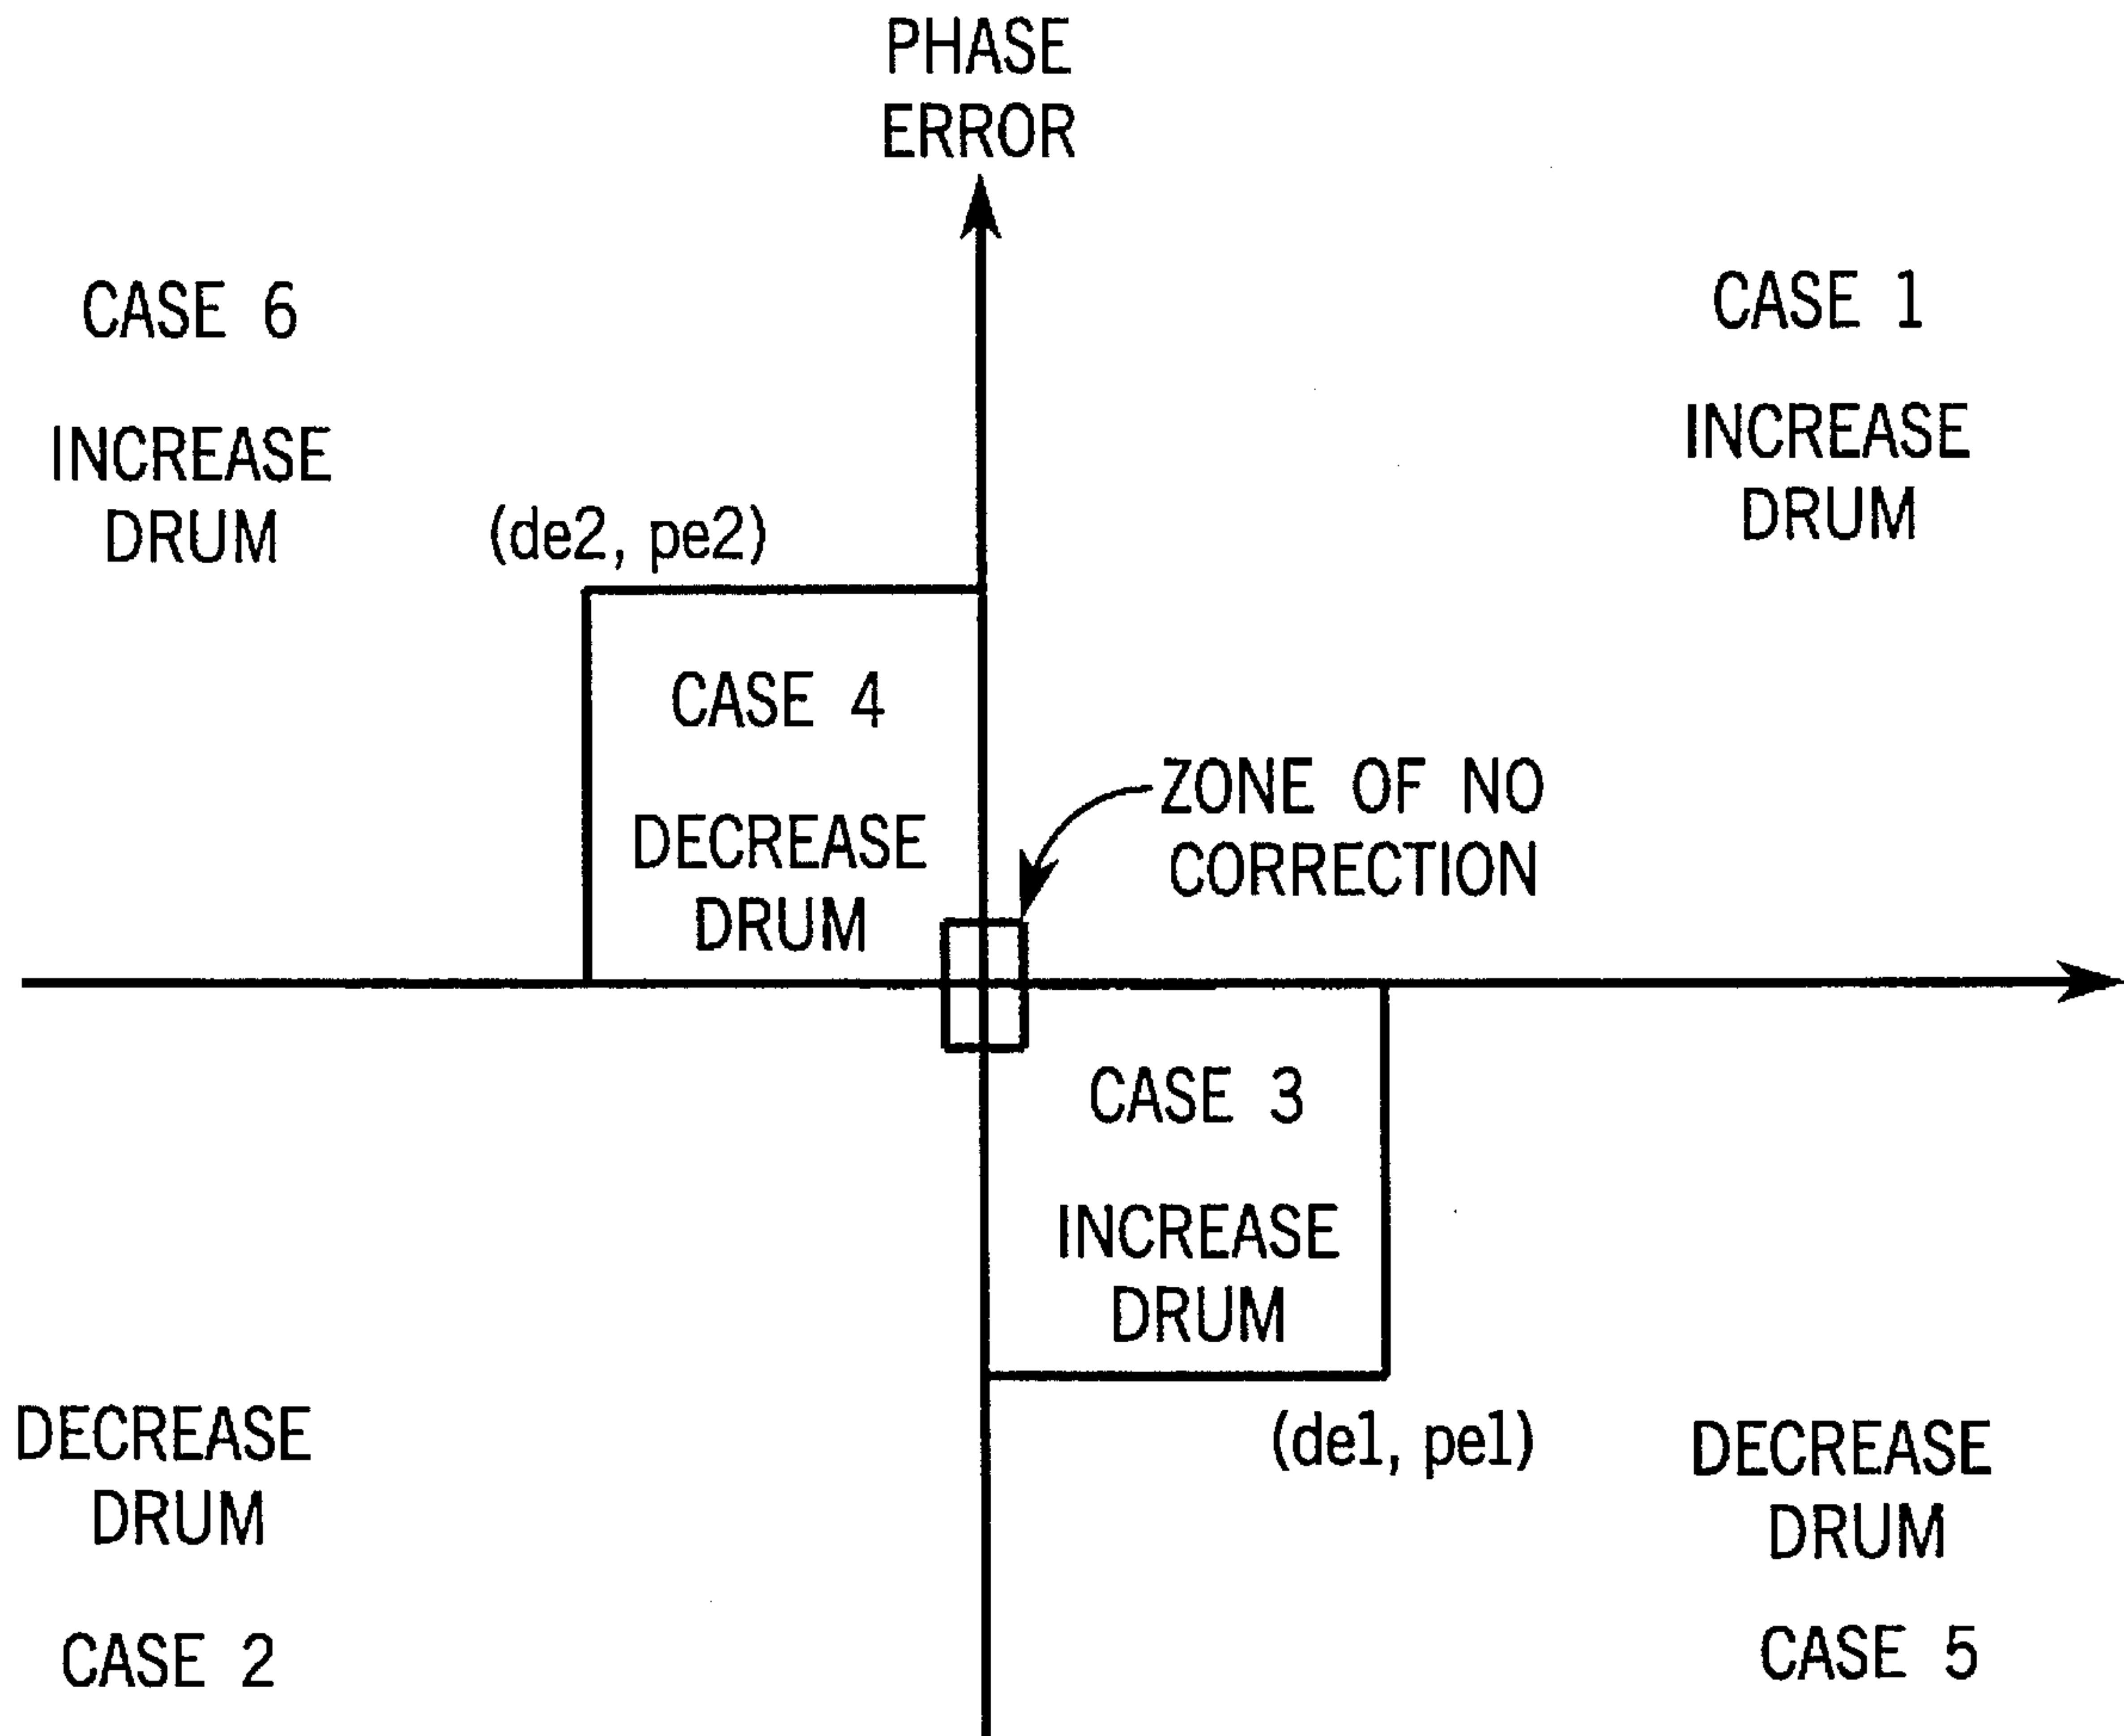 PHASE
ERROR
CASE 6
INCREASE
DRUM
CASE 1
INCREASE
DRUM
(de2, pe2)
CASE 4
DECREASE
DRUM
ZONE OF NO
CORRECTION
CASE 3
INCREASE
DRUM
(de1, pe1)
DECREASE
DRUM
CASE 2
DECREASE
DRUM
CASE 5